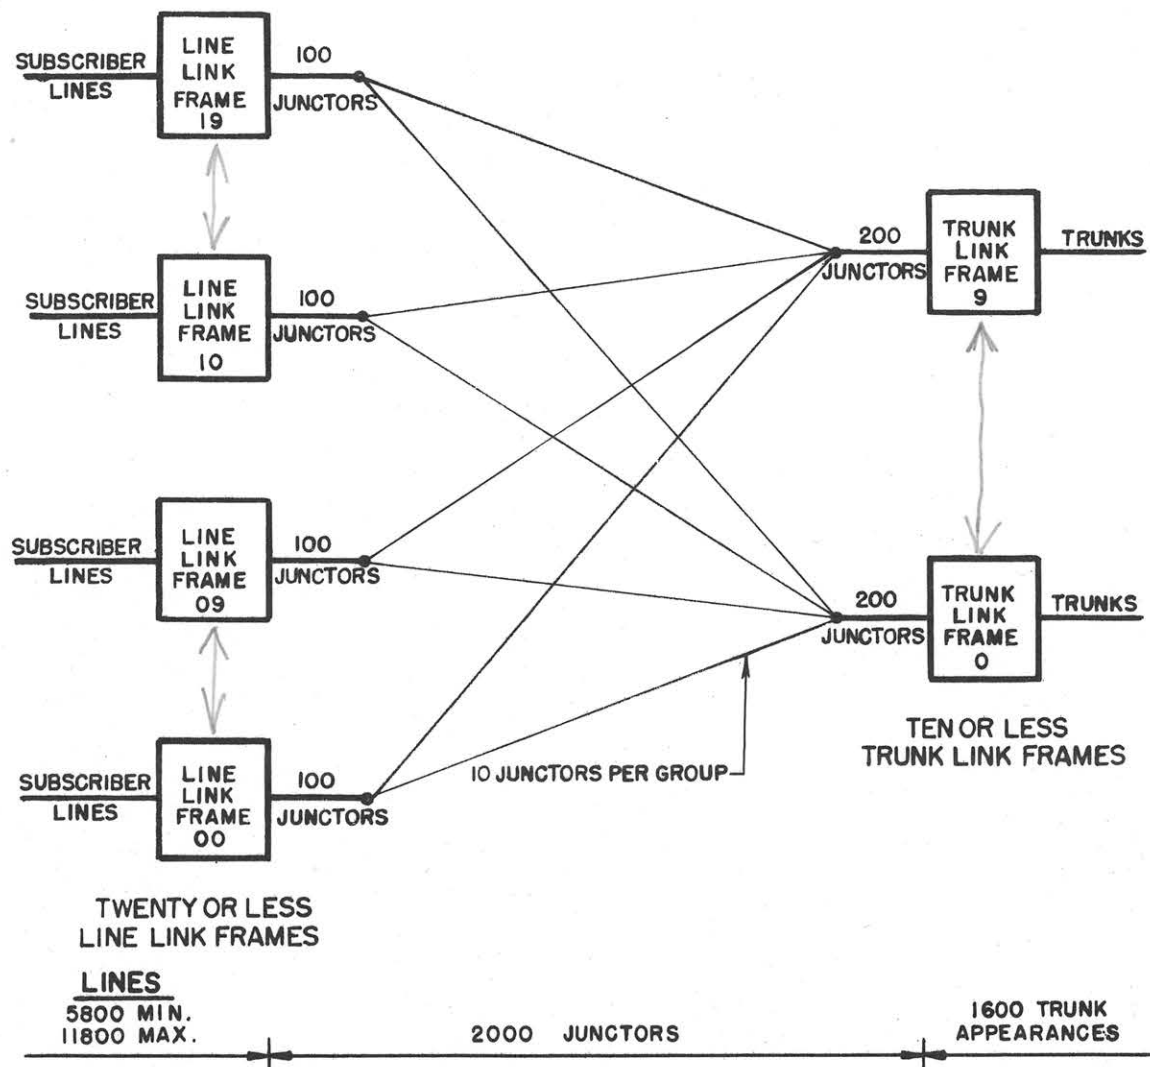 SUBSCRIBER
LINES
LINE
LINK
FRAME
19
100
JUNCTORS
SUBSCRIBER
LINES
LINE
LINK
FRAME
10
100
JUNCTORS
200
JUNCTORS
TRUNK
LINK
FRAME
9
TRUNKS
SUBSCRIBER
LINES
LINE
LINK
FRAME
09
100
JUNCTORS
200
JUNCTORS
TRUNK
LINK
FRAME
0
TRUNKS
SUBSCRIBER
LINES
LINE
LINK
FRAME
00
100
JUNCTORS
10 JUNCTORS PER GROUP
TEN OR LESS
TRUNK LINK FRAMES
TWENTY OR LESS
LINE LINK FRAMES
LINES
5800 MIN.
11800 MAX.
2000 JUNCTORS
1600 TRUNK
APPEARANCES